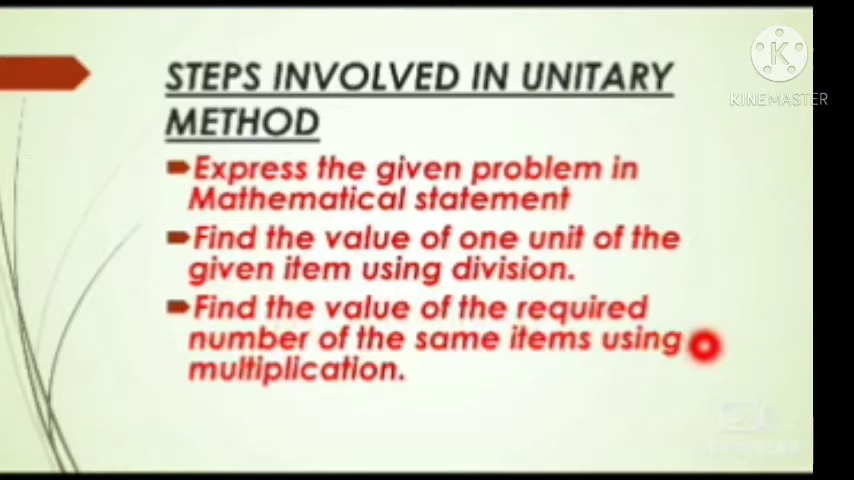 STEPS INVOLVED IN UNITARY
METHOD
Express the given problem in
Mathematical statement
Find the value of one unit of the
given item using division.
Find the value of the required
number of the same items using
multiplication.
K
KINEMASTER